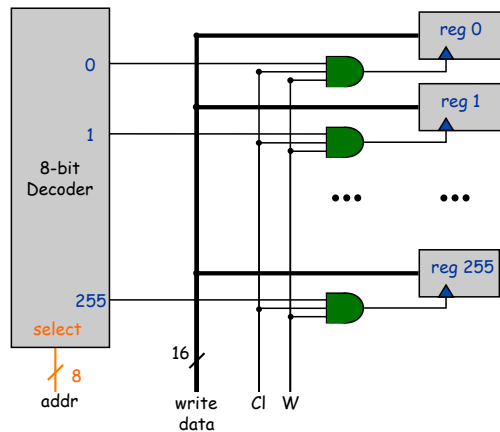 reg 0
0
reg 1
1
8-bit
Decoder
••• •••
reg 255
255
select
16
8
addr
write
data
Cl
W